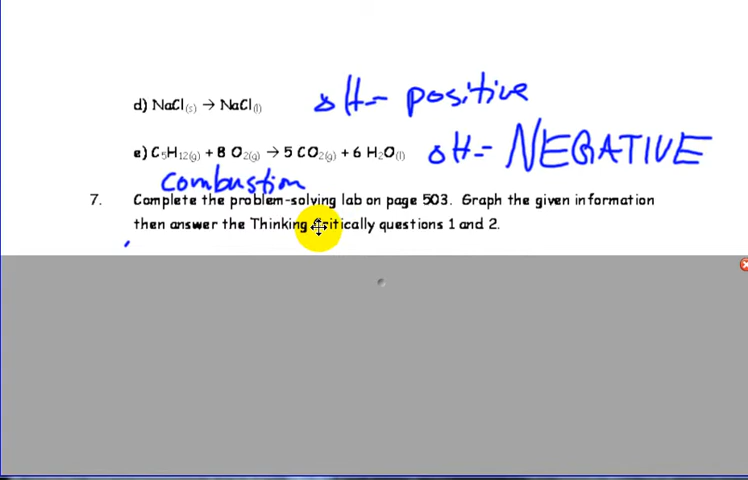 d) NaCl(s) → NaCl(l) ΔH= positive
e) C5H12(g) + 8 O2(g) → 5 CO2(g) + 6 H2O(l) ΔH= NEGATIVE
Combustion
7. Complete the problem-solving lab on page 503. Graph the given information
then answer the Thinking Critically questions 1 and 2.